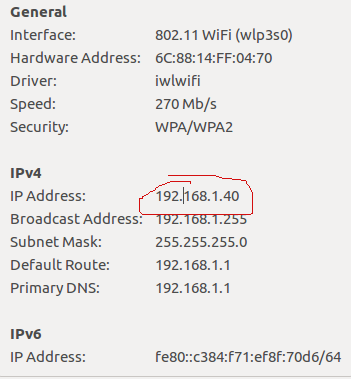 General
Interface: 802.11 WiFi (wlp3s0)
Hardware Address: 6C:88:14:FF:04:70
Driver: iwlwifi
Speed: 270 Mb/s
Security: WPA/WPA2
IPv4
IP Address: 192.168.1.40
Broadcast Address: 192.168.1.255
Subnet Mask: 255.255.255.0
Default Route: 192.168.1.1
Primary DNS: 192.168.1.1
IPv6
IP Address: fe80::c384:f71:ef8f:70d6/64